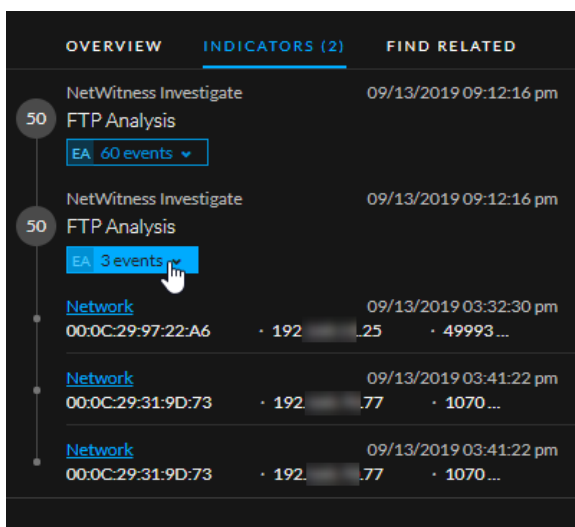 OVERVIEW INDICATORS (2) FIND RELATED
NetWitness Investigate 09/13/2019 09:12:16 pm
50 FTP Analysis
EA 60 events
NetWitness Investigate 09/13/2019 09:12:16 pm
50 FTP Analysis
EA 3 events
Network 09/13/2019 03:32:30 pm
00:0C:29:97:22:A6 · 192 .25 · 49993...
Network 09/13/2019 03:41:22 pm
00:0C:29:31:9D:73 · 192. .77 · 1070...
Network 09/13/2019 03:41:22 pm
00:0C:29:31:9D:73 · 192. .77 · 1070...